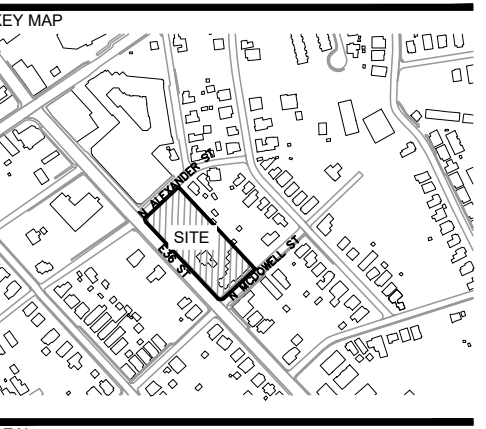 KEY MAP
N ALEXANDER ST
SITE
E.36 ST
N MCDOWELL ST